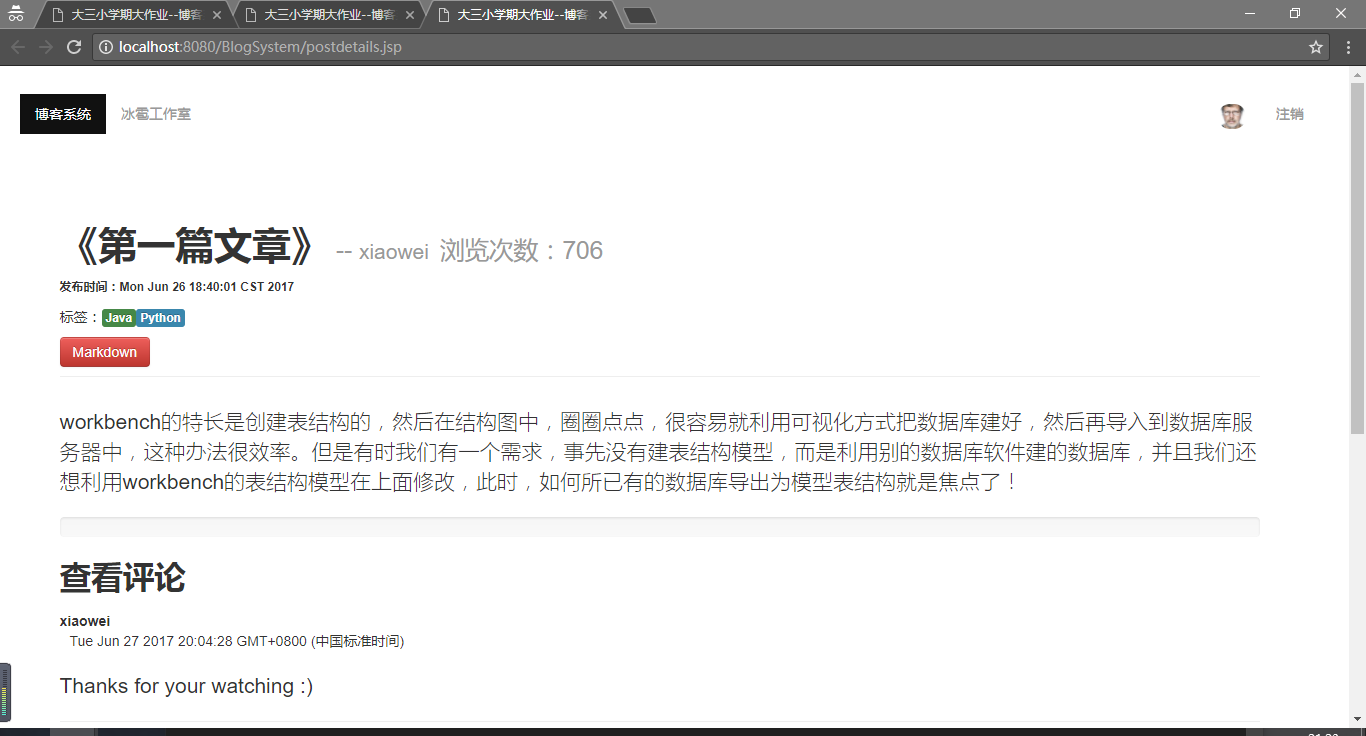 大三小学期大作业--博客
大三小学期大作业--博客
大三小学期大作业--博客
localhost:8080/BlogSystem/postdetails.jsp
博客系统 冰雹工作室 注销
《第一篇文章》 -- xiaowei 浏览次数：706
发布时间：Mon Jun 26 18:40:01 CST 2017
标签：Java Python
Markdown
workbench的特长是创建表结构的，然后在结构图中，圈圈点点，很容易就利用可视化方式把数据库建好，然后再导入到数据库服
务器中，这种办法很效率。但是有时我们有一个需求，事先没有建表结构模型，而是利用别的数据库软件建的数据库，并且我们还
想利用workbench的表结构模型在上面修改，此时，如何所已有的数据库导出为模型表结构就是焦点了！
查看评论
xiaowei
Tue Jun 27 2017 20:04:28 GMT+0800 (中国标准时间)
Thanks for your watching :)